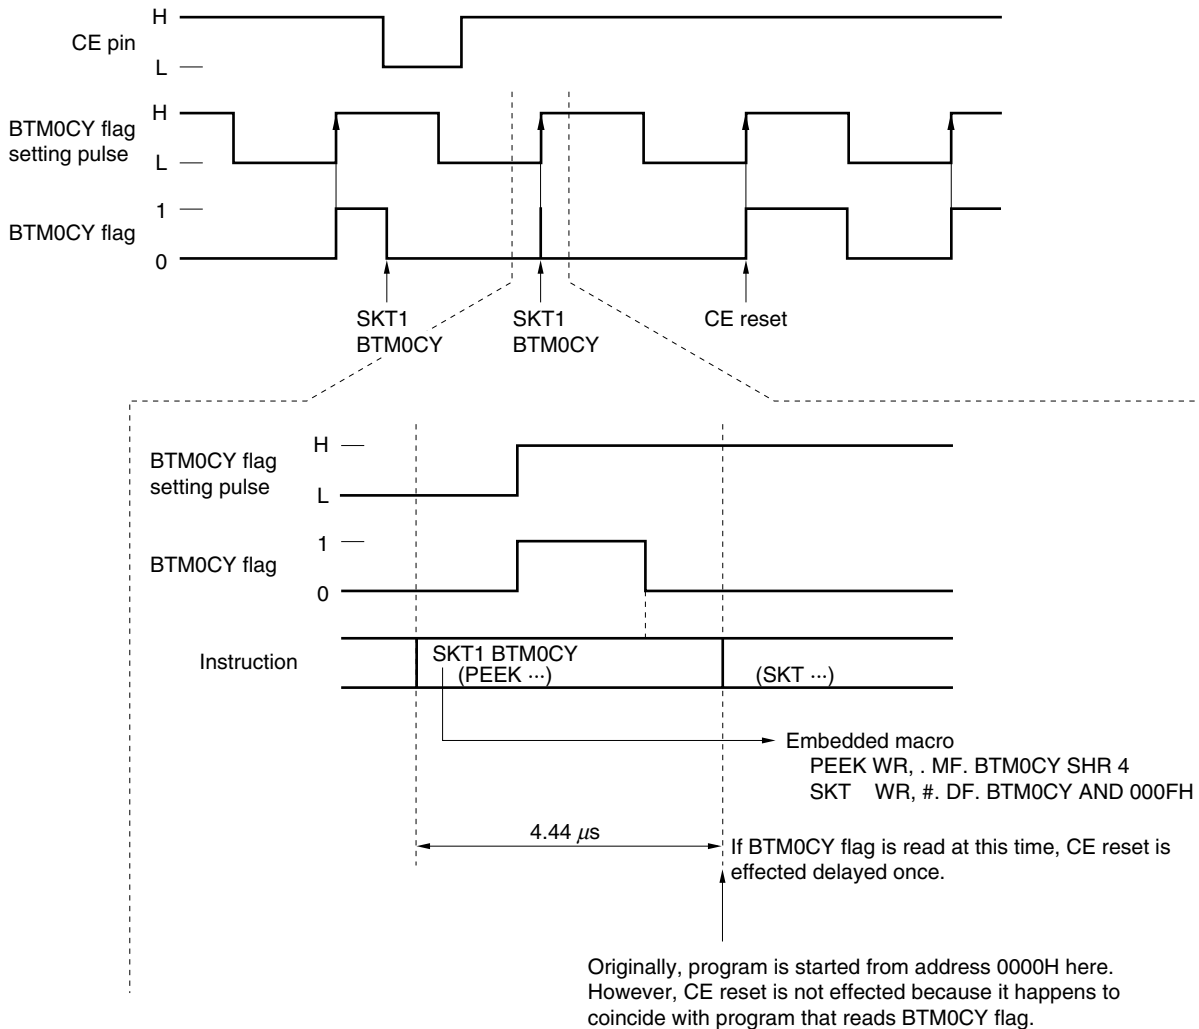 H
CE pin
L
H
BTM0CY flag
setting pulse
L
1
BTM0CY flag
0
SKT1
BTM0CY
SKT1
BTM0CY
CE reset
H
BTM0CY flag
setting pulse
L
1
BTM0CY flag
0
Instruction
SKT1 BTM0CY
(PEEK ···)
(SKT ···)
Embedded macro
PEEK WR, . MF. BTM0CY SHR 4
SKT WR, #. DF. BTM0CY AND 000FH
4.44 μs
If BTM0CY flag is read at this time, CE reset is
effected delayed once.
Originally, program is started from address 0000H here.
However, CE reset is not effected because it happens to
coincide with program that reads BTM0CY flag.